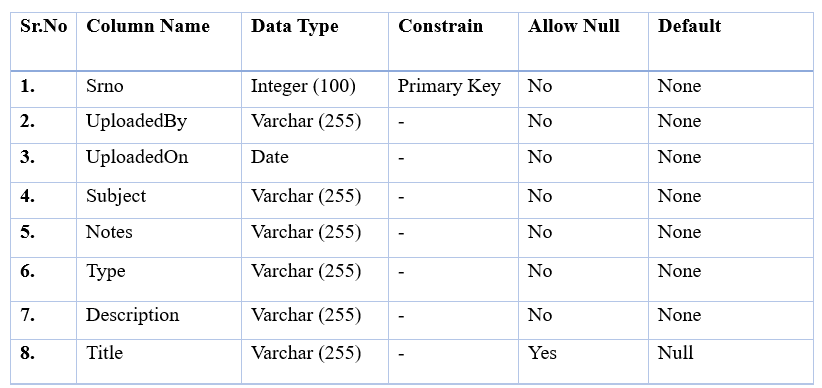 Sr.No Column Name Data Type Constrain Allow Null Default
1. Srno Integer (100) Primary Key No None
2. UploadedBy Varchar (255) - No None
3. UploadedOn Date - No None
4. Subject Varchar (255) - No None
5. Notes Varchar (255) - No None
6. Type Varchar (255) - No None
7. Description Varchar (255) - No None
8. Title Varchar (255) - Yes Null